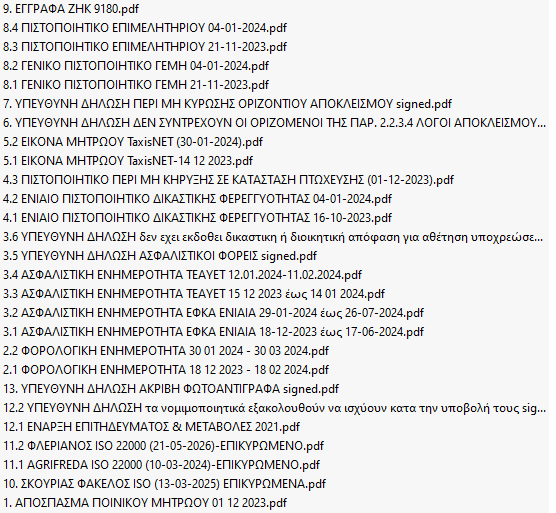 9. ΕΓΓΡΑΦΑ ΖΗΚ 9180.pdf
8.4 ΠΙΣΤΟΠΟΙΗΤΙΚΟ ΕΠΙΜΕΛΗΤΗΡΙΟΥ 04-01-2024.pdf
8.3 ΠΙΣΤΟΠΟΙΗΤΙΚΟ ΕΠΙΜΕΛΗΤΗΡΙΟΥ 21-11-2023.pdf
8.2 ΓΕΝΙΚΟ ΠΙΣΤΟΠΟΙΗΤΙΚΟ ΓΕΜΗ 04-01-2024.pdf
8.1 ΓΕΝΙΚΟ ΠΙΣΤΟΠΟΙΗΤΙΚΟ ΓΕΜΗ 21-11-2023.pdf
7. ΥΠΕΥΘΥΝΗ ΔΗΛΩΣΗ ΠΕΡΙ ΜΗ ΚΥΡΩΣΗΣ ΟΡΙΖΟΝΤΙΟΥ ΑΠΟΚΛΕΙΣΜΟΥ signed.pdf
6. ΥΠΕΥΘΥΝΗ ΔΗΛΩΣΗ ΔΕΝ ΣΥΝΤΡΕΧΟΥΝ ΟΙ ΟΡΙΖΟΜΕΝΟΙ ΤΗΣ ΠΑΡ. 2.2.3.4 ΛΟΓΟΙ ΑΠΟΚΛΕΙΣΜΟΥ...
5.2 ΕΙΚΟΝΑ ΜΗΤΡΩΟΥ TaxisNET (30-01-2024).pdf
5.1 ΕΙΚΟΝΑ ΜΗΤΡΩΟΥ TaxisNET-14 12 2023.pdf
4.3 ΠΙΣΤΟΠΟΙΗΤΙΚΟ ΠΕΡΙ ΜΗ ΚΗΡΥΞΗΣ ΣΕ ΚΑΤΑΣΤΑΣΗ ΠΤΩΧΕΥΣΗΣ (01-12-2023).pdf
4.2 ΕΝΙΑΙΟ ΠΙΣΤΟΠΟΙΗΤΙΚΟ ΔΙΚΑΣΤΙΚΗΣ ΦΕΡΕΓΓΥΟΤΗΤΑΣ 04-01-2024.pdf
4.1 ΕΝΙΑΙΟ ΠΙΣΤΟΠΟΙΗΤΙΚΟ ΔΙΚΑΣΤΙΚΗΣ ΦΕΡΕΓΓΥΟΤΗΤΑΣ 16-10-2023.pdf
3.6 ΥΠΕΥΘΥΝΗ ΔΗΛΩΣΗ δεν εχει εκδοθει δικαστικη ή διοικητική απόφαση για αθέτηση υποχρεώσε...
3.5 ΥΠΕΥΘΥΝΗ ΔΗΛΩΣΗ ΑΣΦΑΛΙΣΤΙΚΟΙ ΦΟΡΕΙΣ signed.pdf
3.4 ΑΣΦΑΛΙΣΤΙΚΗ ΕΝΗΜΕΡΟΤΗΤΑ ΤΕΑΥΕΤ 12.01.2024-11.02.2024.pdf
3.3 ΑΣΦΑΛΙΣΤΙΚΗ ΕΝΗΜΕΡΟΤΗΤΑ ΤΕΑΥΕΤ 15 12 2023 έως 14 01 2024.pdf
3.2 ΑΣΦΑΛΙΣΤΙΚΗ ΕΝΗΜΕΡΟΤΗΤΑ ΕΦΚΑ ΕΝΙΑΙΑ 29-01-2024 έως 26-07-2024.pdf
3.1 ΑΣΦΑΛΙΣΤΙΚΗ ΕΝΗΜΕΡΟΤΗΤΑ ΕΦΚΑ ΕΝΙΑΙΑ 18-12-2023 έως 17-06-2024.pdf
2.2 ΦΟΡΟΛΟΓΙΚΗ ΕΝΗΜΕΡΟΤΗΤΑ 30 01 2024 - 30 03 2024.pdf
2.1 ΦΟΡΟΛΟΓΙΚΗ ΕΝΗΜΕΡΟΤΗΤΑ 18 12 2023 - 18 02 2024.pdf
13. ΥΠΕΥΘΥΝΗ ΔΗΛΩΣΗ ΑΚΡΙΒΗ ΦΩΤΟΑΝΤΙΓΡΑΦΑ signed.pdf
12.2 ΥΠΕΥΘΥΝΗ ΔΗΛΩΣΗ τα νομιμοποιητικά εξακολουθούν να ισχύουν κατα την υποβολή τους sig...
12.1 ΕΝΑΡΞΗ ΕΠΙΤΗΔΕΥΜΑΤΟΣ & ΜΕΤΑΒΟΛΕΣ 2021.pdf
11.2 ΦΛΕΡΙΑΝΟΣ ISO 22000 (21-05-2026)-ΕΠΙΚΥΡΩΜΕΝΟ.pdf
11.1 AGRIFREDA ISO 22000 (10-03-2024)-ΕΠΙΚΥΡΩΜΕΝΟ.pdf
10. ΣΚΟΥΡΙΑΣ ΦΑΚΕΛΟΣ ISO (13-03-2025) ΕΠΙΚΥΡΩΜΕΝΑ.pdf
1. ΑΠΟΣΠΑΣΜΑ ΠΟΙΝΙΚΟΥ ΜΗΤΡΩΟΥ 01 12 2023.pdf